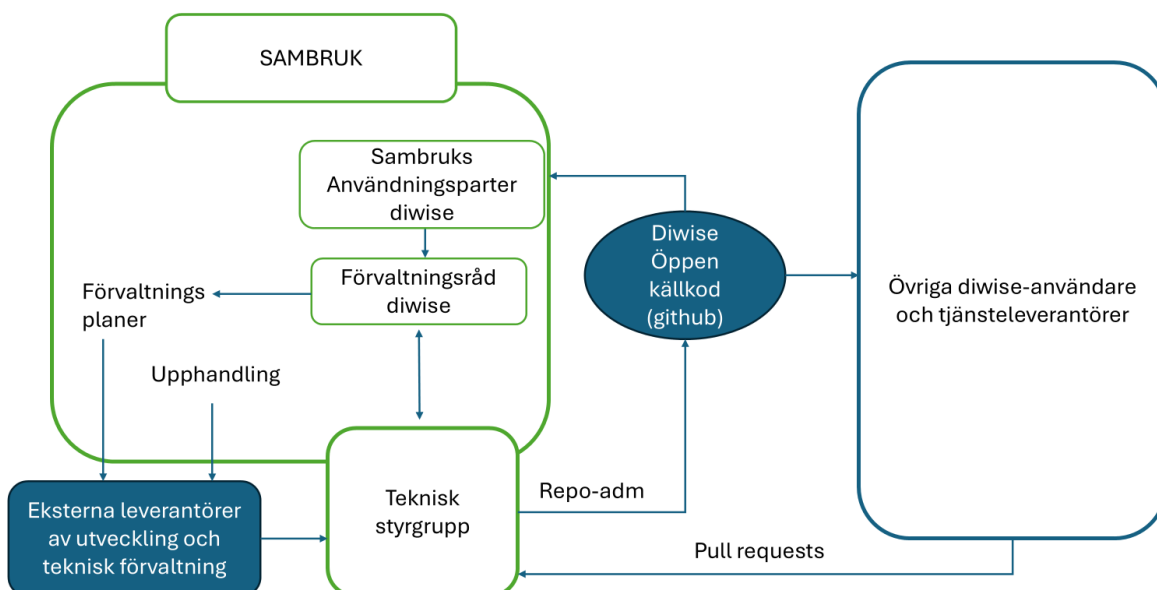 SAMBRUK
Sambruks
Användningsparter
diwise
Förvaltningsråd
diwise
Förvaltnings
planer
Upphandling
Eksterna leverantörer
av utveckling och
teknisk förvaltning
Teknisk
styrgrupp
Repo-adm
Diwise
Öppen
källkod
(github)
Övriga diwise-användare
och tjänsteleverantörer
Pull requests